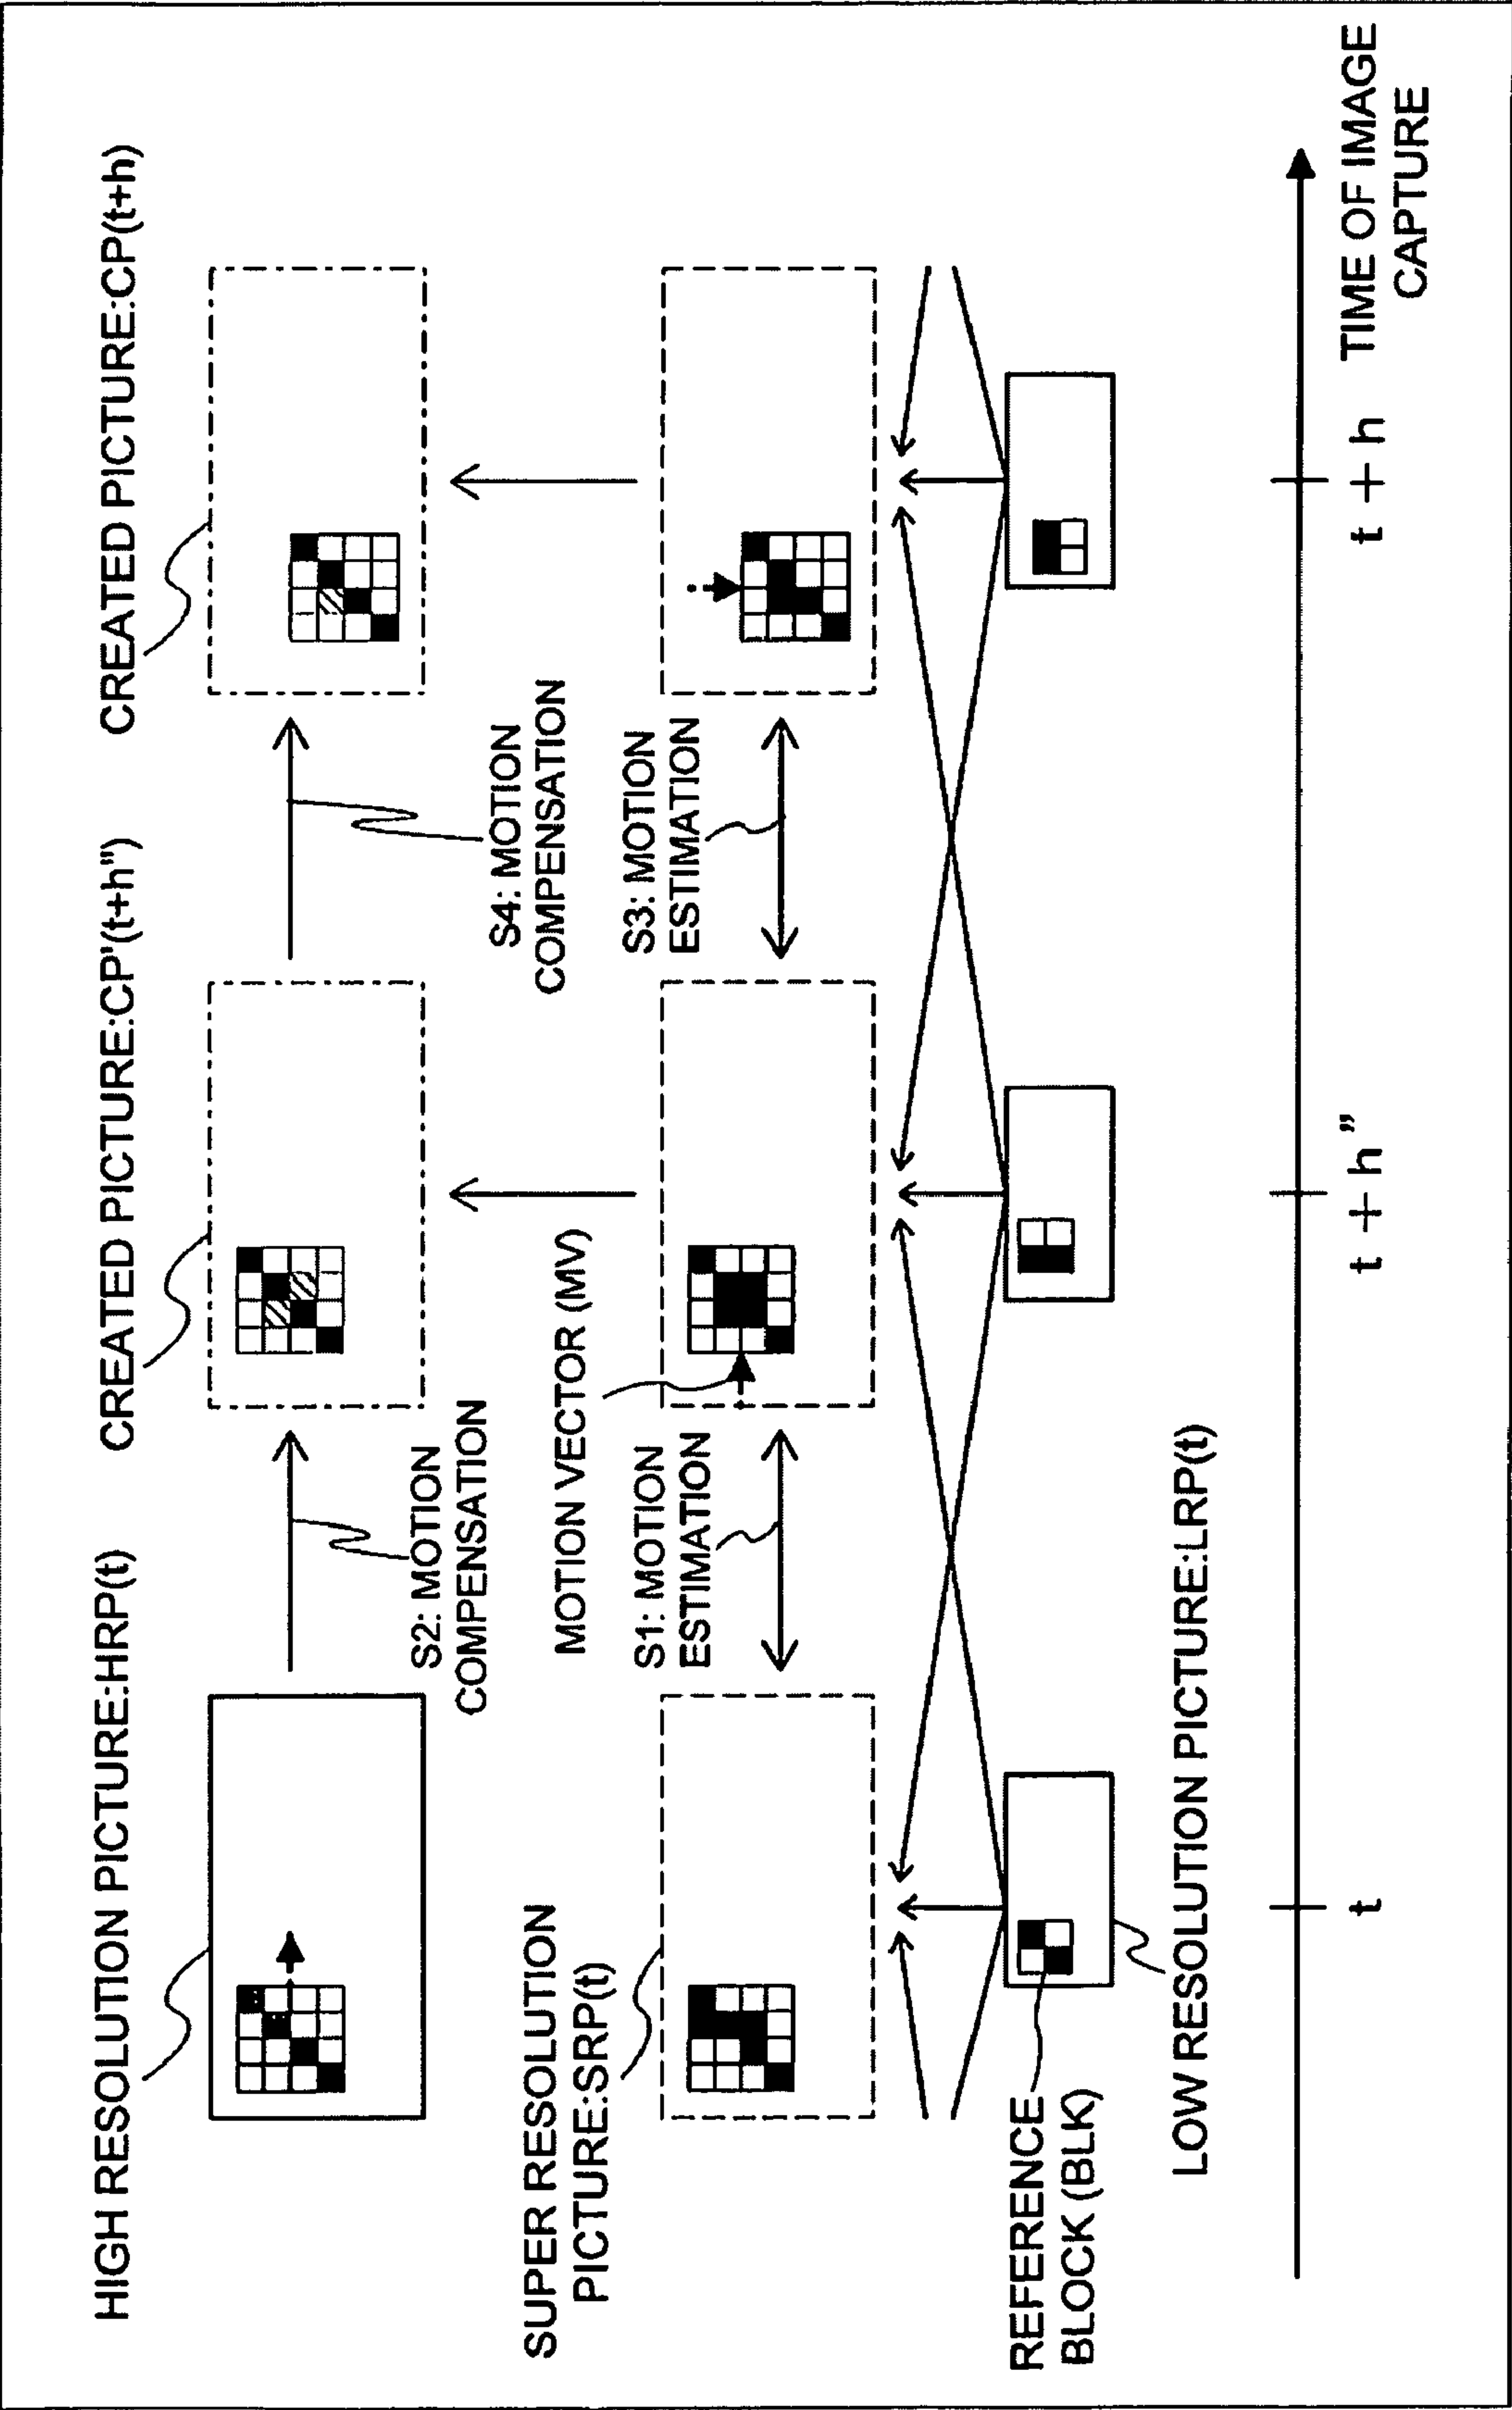 HIGH RESOLUTION PICTURE:HRP(t)
CREATED PICTURE:CP'(t+h")
CREATED PICTURE:CP(t+h)
S2: MOTION
COMPENSATION
S4: MOTION
COMPENSATION
SUPER RESOLUTION
PICTURE:SRP(t)
MOTION VECTOR (MV)
S1: MOTION
ESTIMATION
S3: MOTION
ESTIMATION
REFERENCE
BLOCK (BLK)
LOW RESOLUTION PICTURE:LRP(t)
t
t + h"
t + h
TIME OF IMAGE
CAPTURE